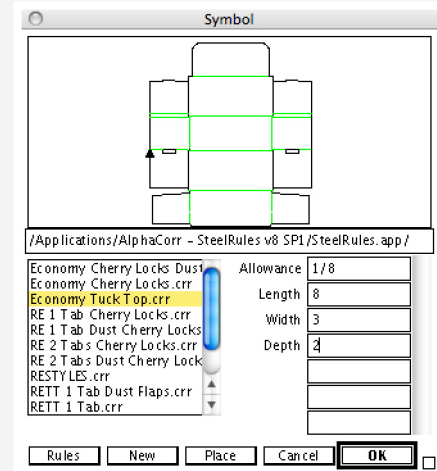 Symbol
/Applications/AlphaCorr – SteelRules v8 SP1/SteelRules.app/
Economy Cherry Locks Dust
Economy Cherry Locks.crr
Economy Tuck Top.crr
RE 1 Tab Cherry Locks.crr
RE 1 Tab Dust Cherry Locks
RE 2 Tabs Cherry Locks.crr
RE 2 Tabs Dust Cherry Lock
RESTYLES.crr
RETT 1 Tab Dust Flaps.crr
RETT 1 Tab.crr
Allowance 1/8
Length 8
Width 3
Depth 2
Rules New Place Cancel OK